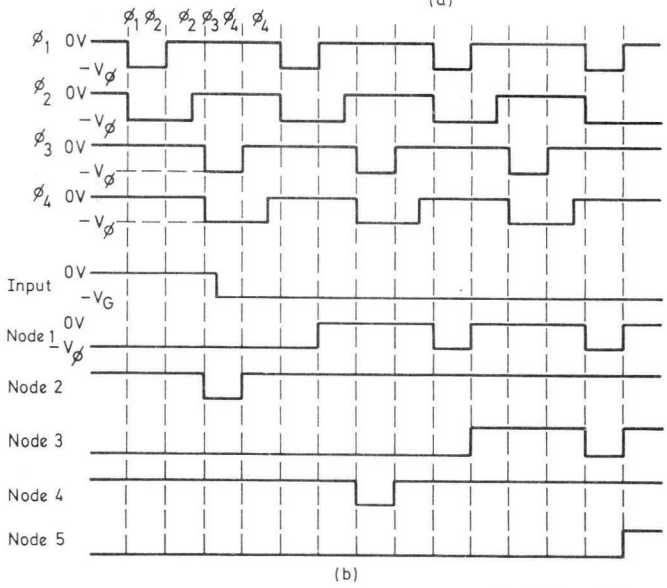 (a)
ϕ1 ϕ2 ϕ2 ϕ3 ϕ4 ϕ4
ϕ1 0V
-Vϕ
ϕ2 0V
-Vϕ
ϕ3 0V
-Vϕ
ϕ4 0V
-Vϕ
Input 0V
-VG
Node 1 0V
-Vϕ
Node 2
Node 3
Node 4
Node 5
(b)